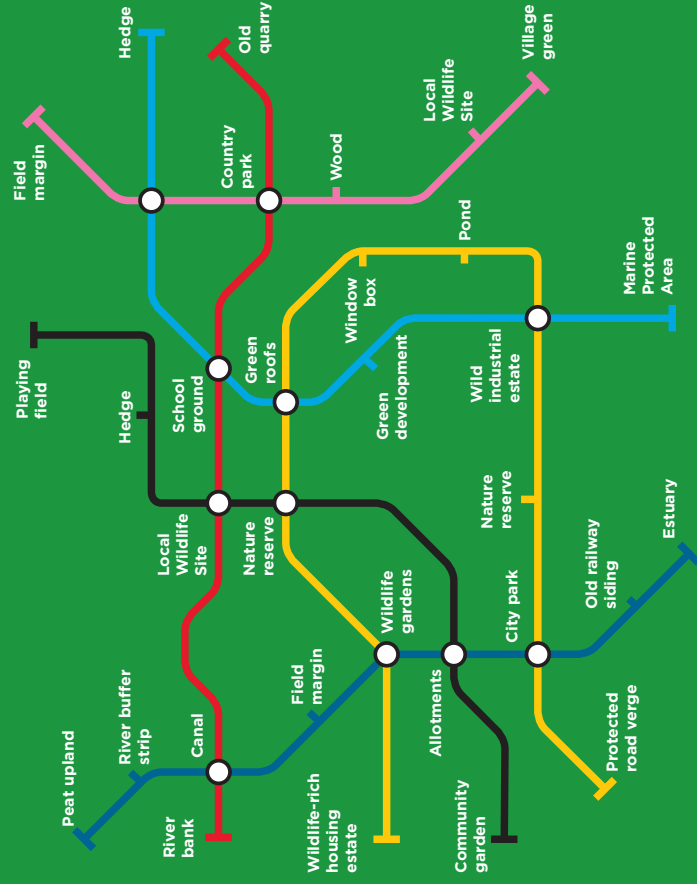 Playing
field
Field
margin
Peat upland
River buffer
strip
Hedge
Hedge
River
bank
Canal
Local
Wildlife
Site
School
ground
Country
park
Old
quarry
Nature
reserve
Green
roofs
Field
margin
Wildlife-rich
housing
estate
Window
box
Wood
Wildlife
gardens
Green
development
Allotments
Local
Wildlife
Site
Pond
Community
garden
Nature
reserve
Wild
industrial
estate
City park
Village
green
Old railway
siding
Protected
road verge
Marine
Protected
Area
Estuary